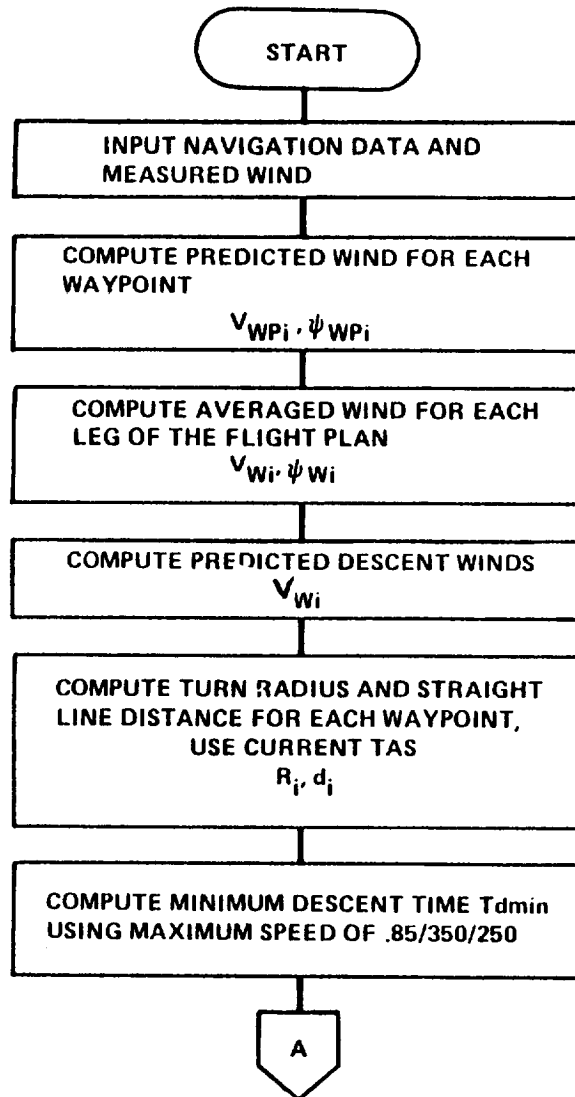 START
INPUT NAVIGATION DATA AND
MEASURED WIND
COMPUTE PREDICTED WIND FOR EACH
WAYPOINT
V_WPi, ψ_WPi
COMPUTE AVERAGED WIND FOR EACH
LEG OF THE FLIGHT PLAN
V_Wi, ψ_Wi
COMPUTE PREDICTED DESCENT WINDS
V_Wi
COMPUTE TURN RADIUS AND STRAIGHT
LINE DISTANCE FOR EACH WAYPOINT,
USE CURRENT TAS
R_i, d_i
COMPUTE MINIMUM DESCENT TIME Tdmin
USING MAXIMUM SPEED OF .85/350/250
A